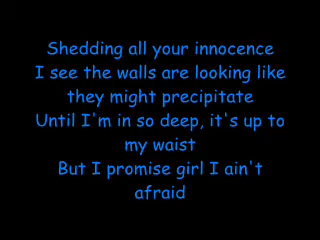 Shedding all your innocence
I see the walls are looking like
they might precipitate
Until I'm in so deep, it's up to
my waist
But I promise girl I ain't
afraid